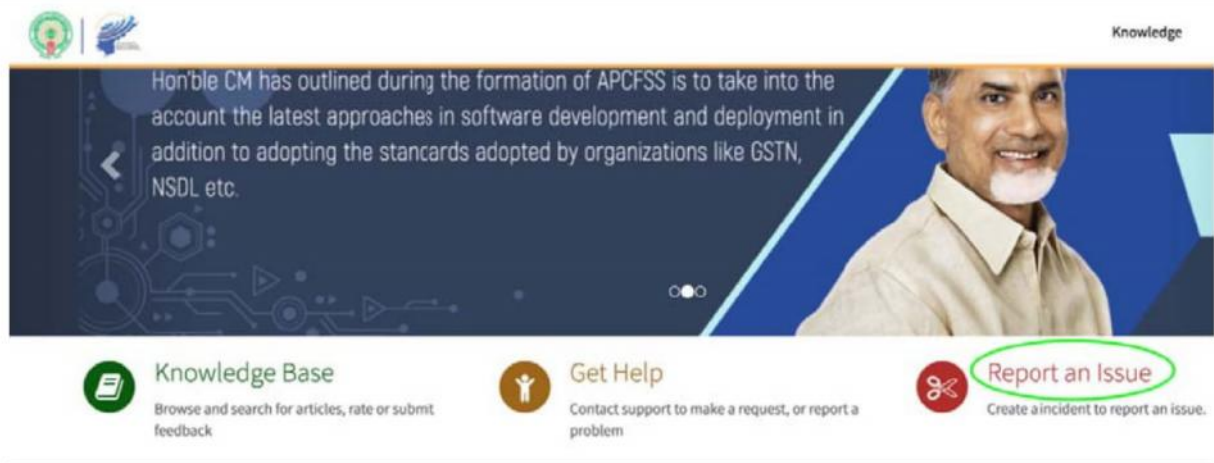 Knowledge
Hon'ble CM has outlined during the formation of APCFSS is to take into the
account the latest approaches in software development and deployment in
addition to adopting the stancards adopted by organizations like GSTN,
NSDL etc.
Knowledge Base
Browse and search for articles, rate or submit
feedback
Get Help
Contact support to make a request, or report a
problem
Report an Issue
Create a incident to report an issue.